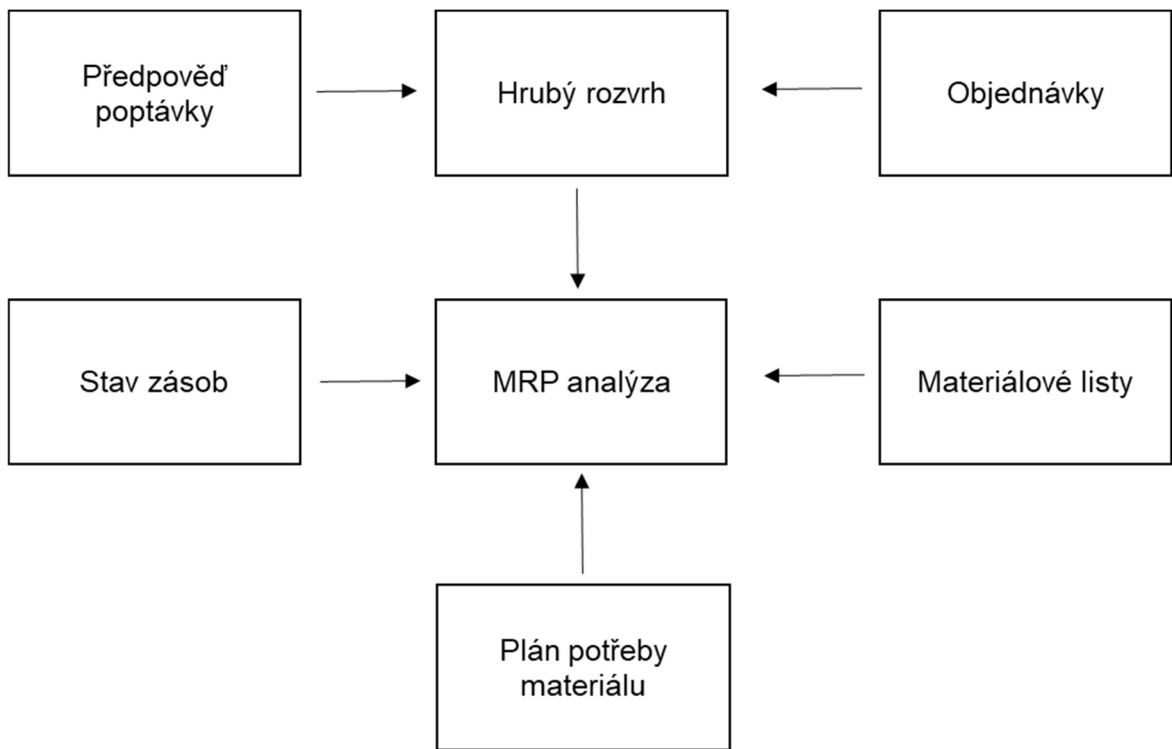 Předpověď
poptávky
Hrubý rozvrh
Objednávky
Stav zásob
MRP analýza
Materiálové listy
Plán potřeby
materiálu